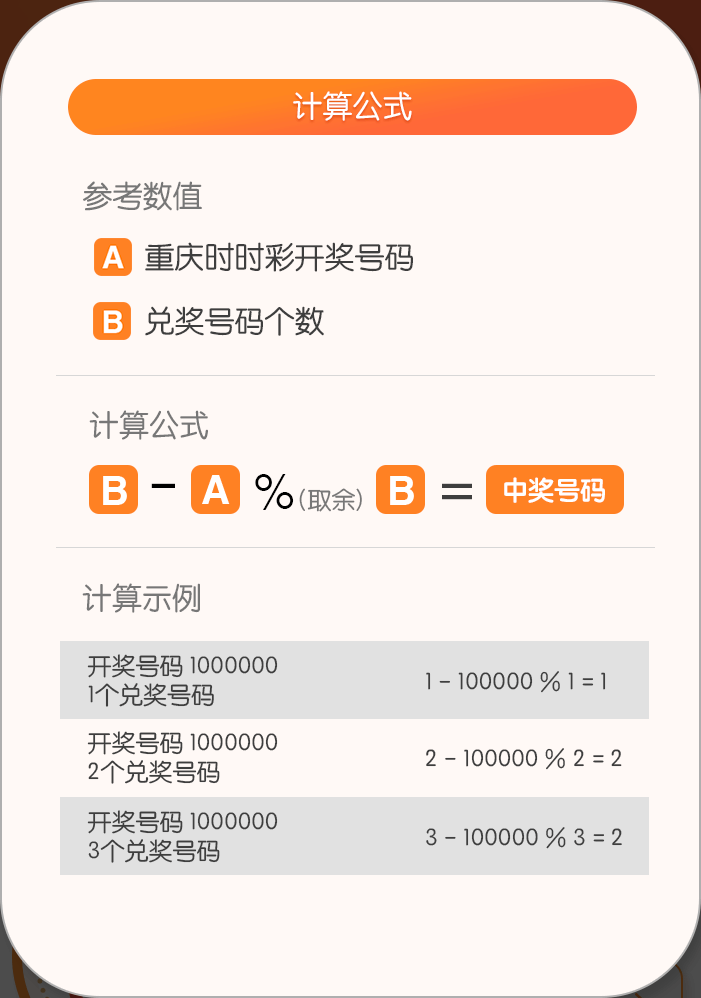 计算公式
参考数值
A 重庆时时彩开奖号码
B 兑奖号码个数
计算公式
B - A %(取余) B = 中奖号码
计算示例
开奖号码 1000000
1个兑奖号码
1 - 100000 % 1 = 1
开奖号码 1000000
2个兑奖号码
2 - 100000 % 2 = 2
开奖号码 1000000
3个兑奖号码
3 - 100000 % 3 = 2